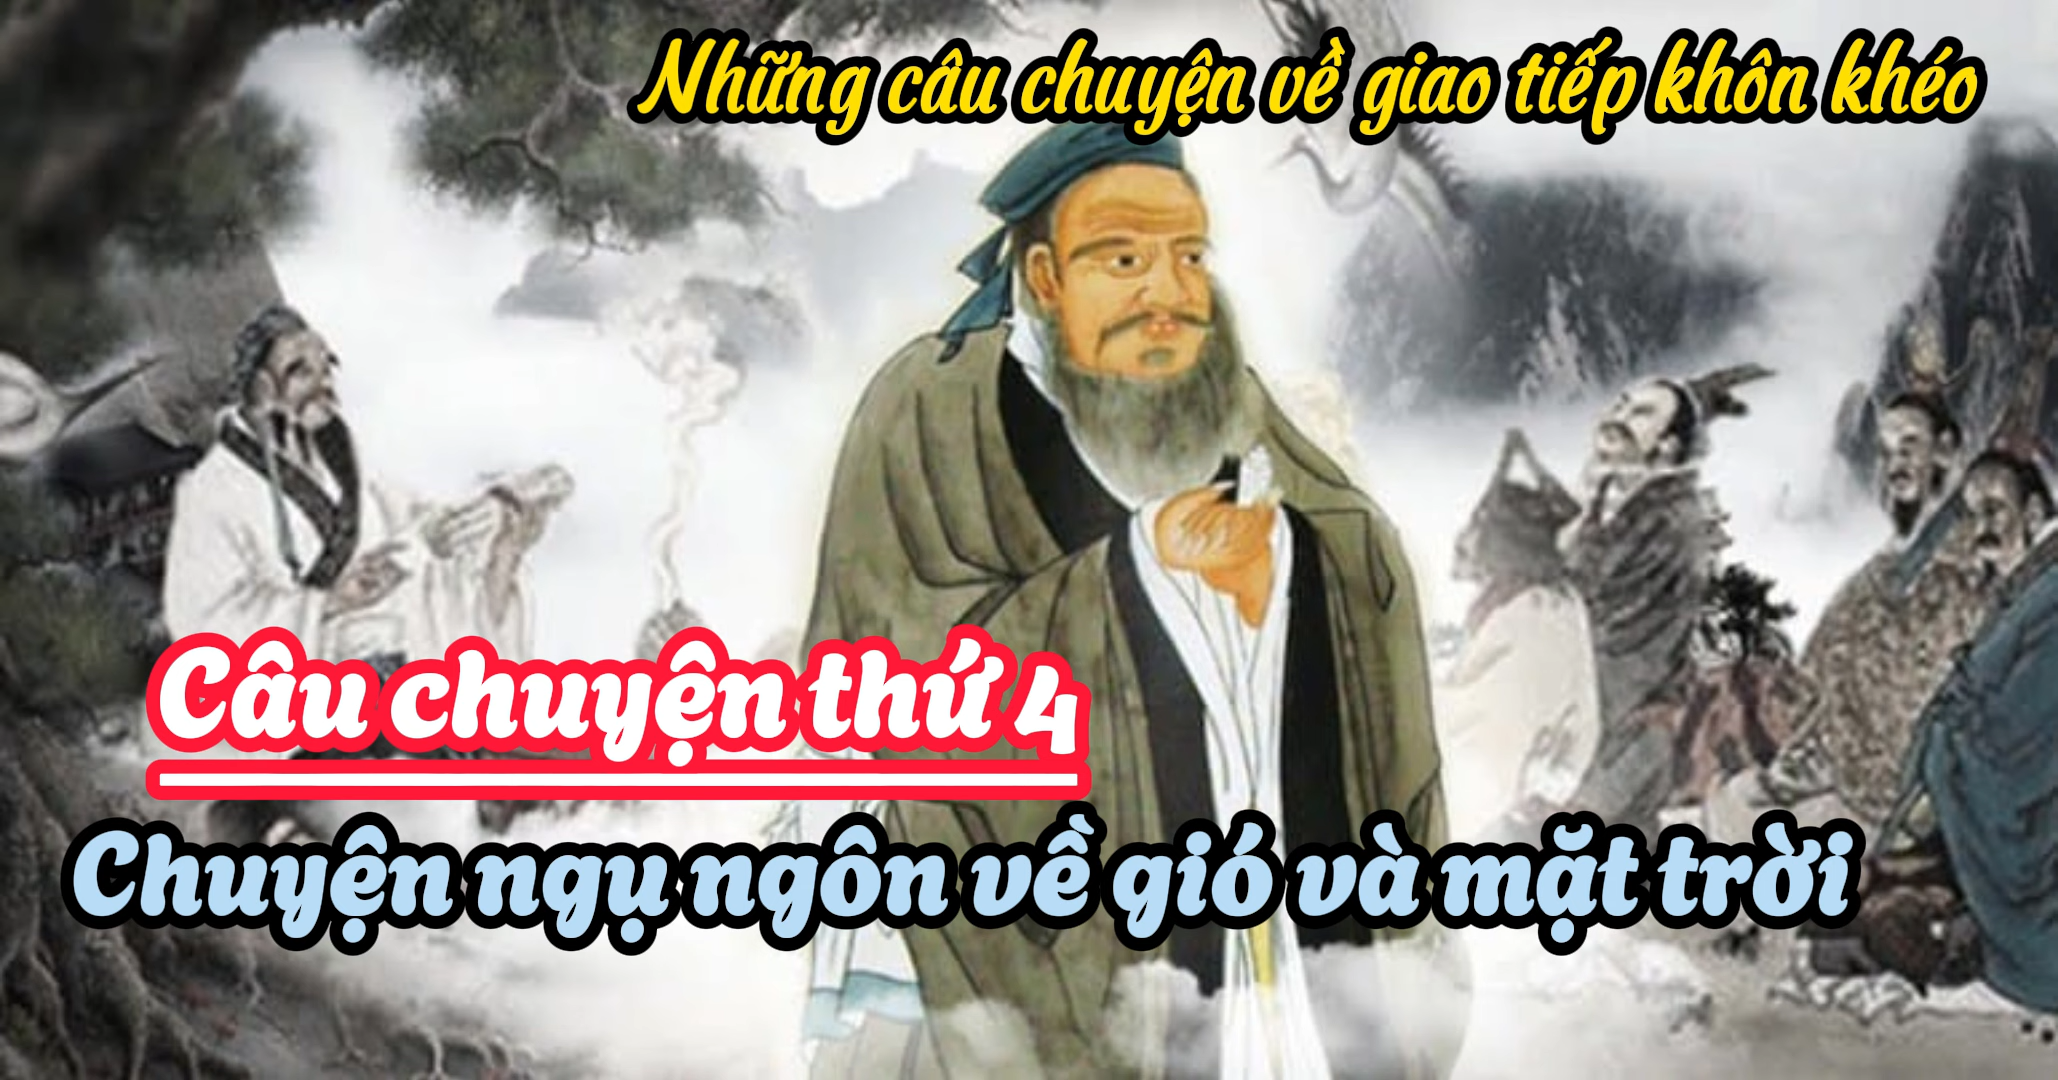 Những câu chuyện về giao tiếp khôn khéo
Câu chuyện thứ 4
Chuyện ngụ ngôn về gió và mặt trời